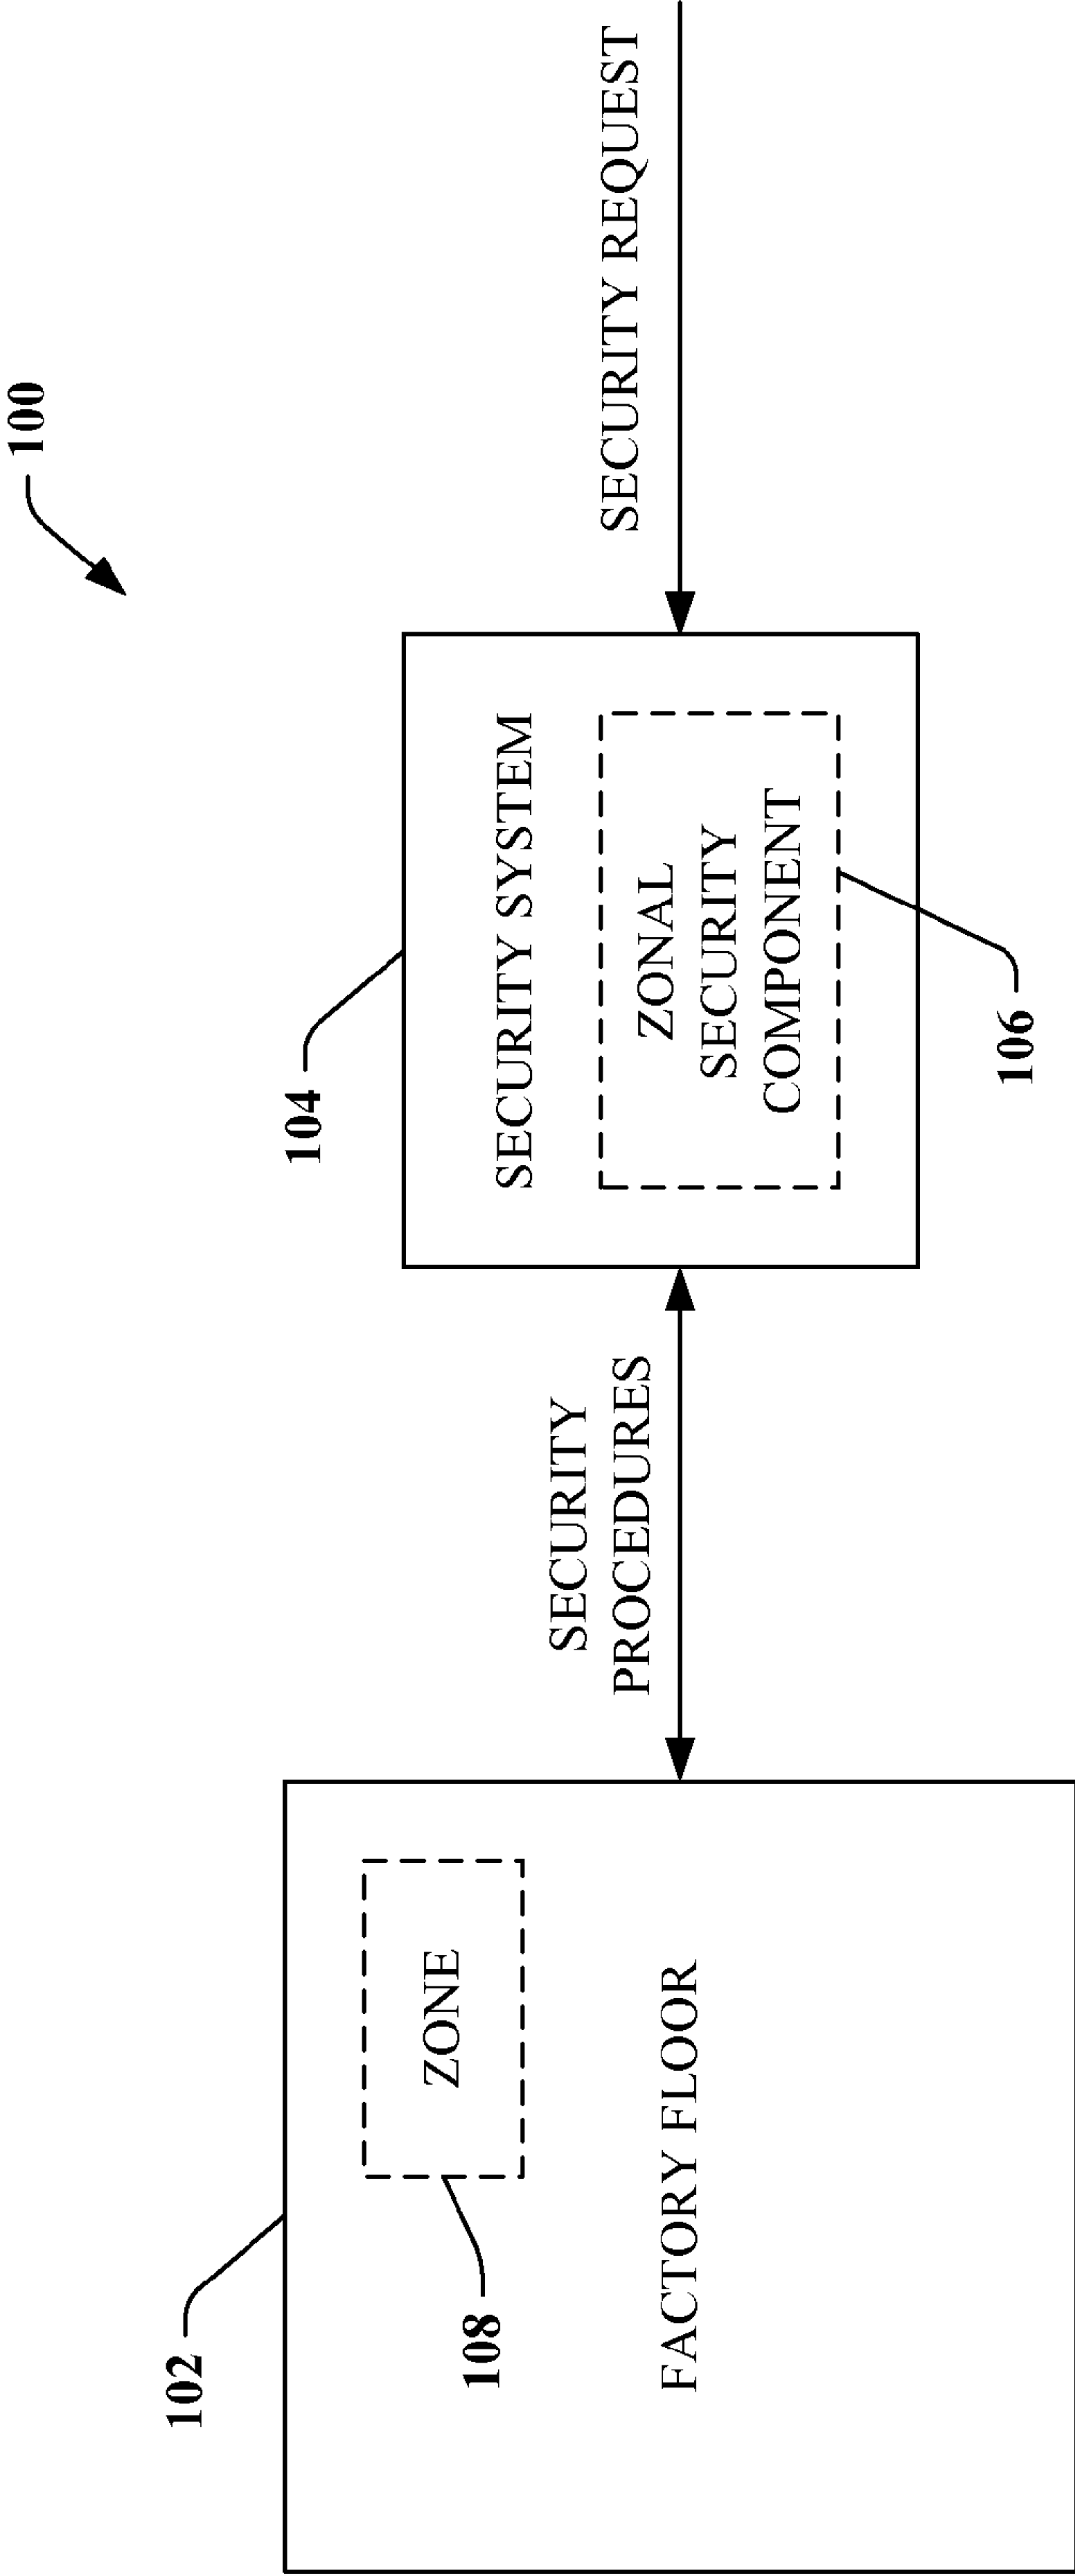 100
102
108
ZONE
FACTORY FLOOR
SECURITY
PROCEDURES
104
SECURITY SYSTEM
ZONAL
SECURITY
COMPONENT
106
SECURITY REQUEST